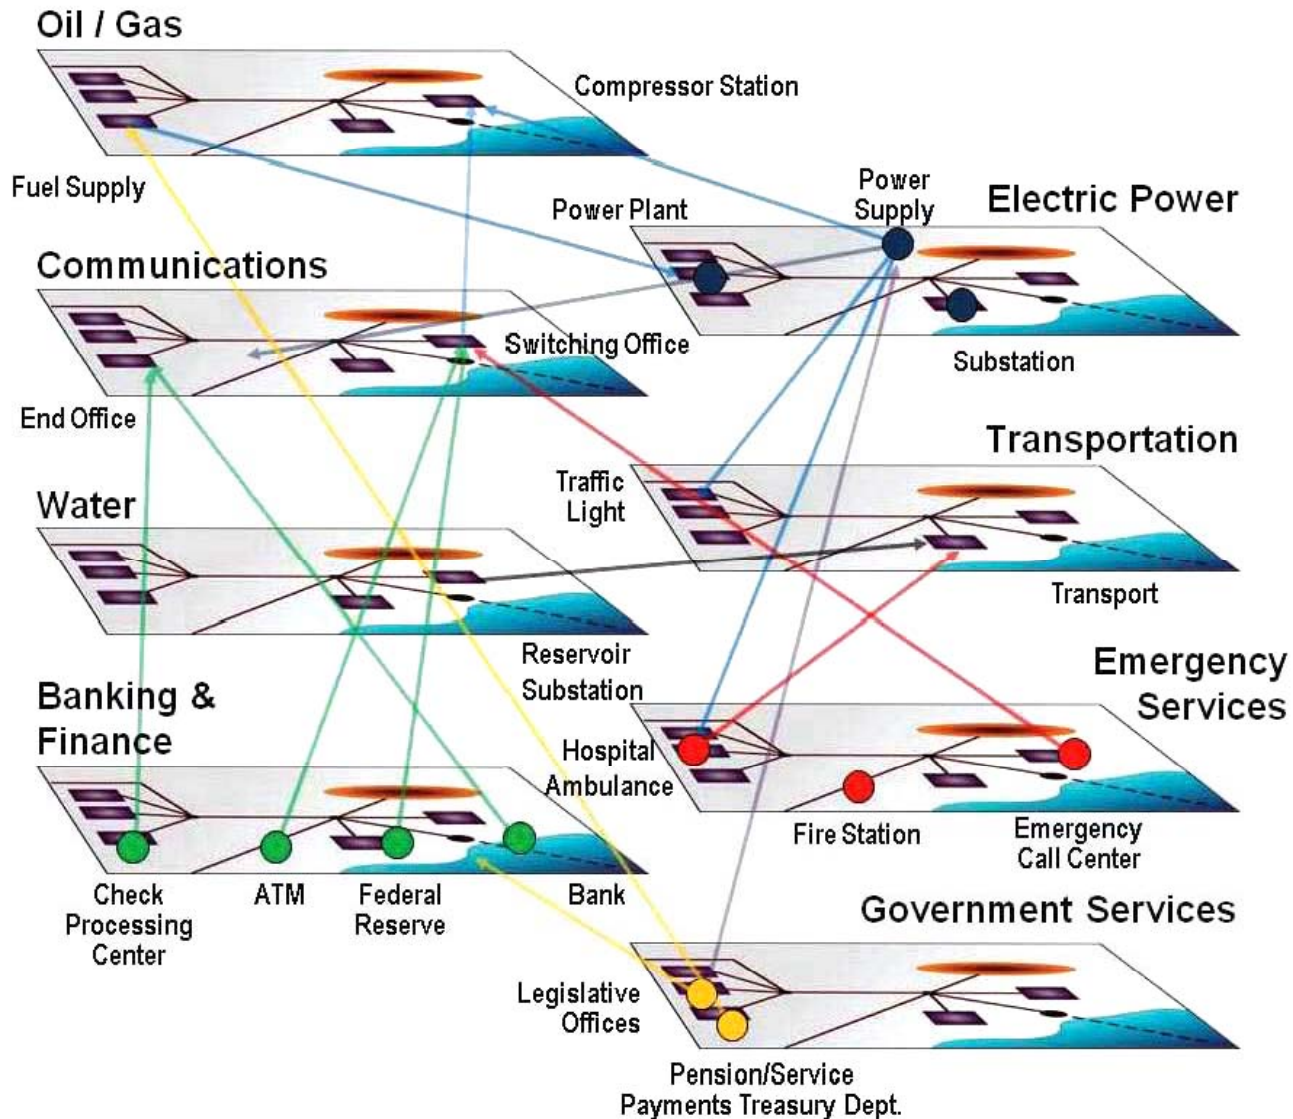 Oil / Gas
Compressor Station
Fuel Supply
Power
Supply
Power Plant
Electric Power
Communications
Switching Office
Substation
End Office
Transportation
Traffic
Light
Water
Transport
Reservoir
Substation
Emergency
Services
Banking &
Finance
Hospital
Ambulance
Fire Station
Emergency
Call Center
Check
Processing
Center
ATM
Federal
Reserve
Bank
Government Services
Legislative
Offices
Pension/Service
Payments Treasury Dept.